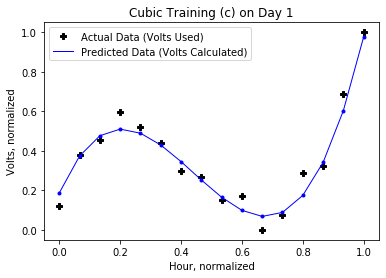 Cubic Training (c) on Day 1
Actual Data (Volts Used)
Predicted Data (Volts Calculated)
Volts, normalized
1.0
0.8
0.6
0.4
0.2
0.0
0.0 0.2 0.4 0.6 0.8 1.0
Hour, normalized